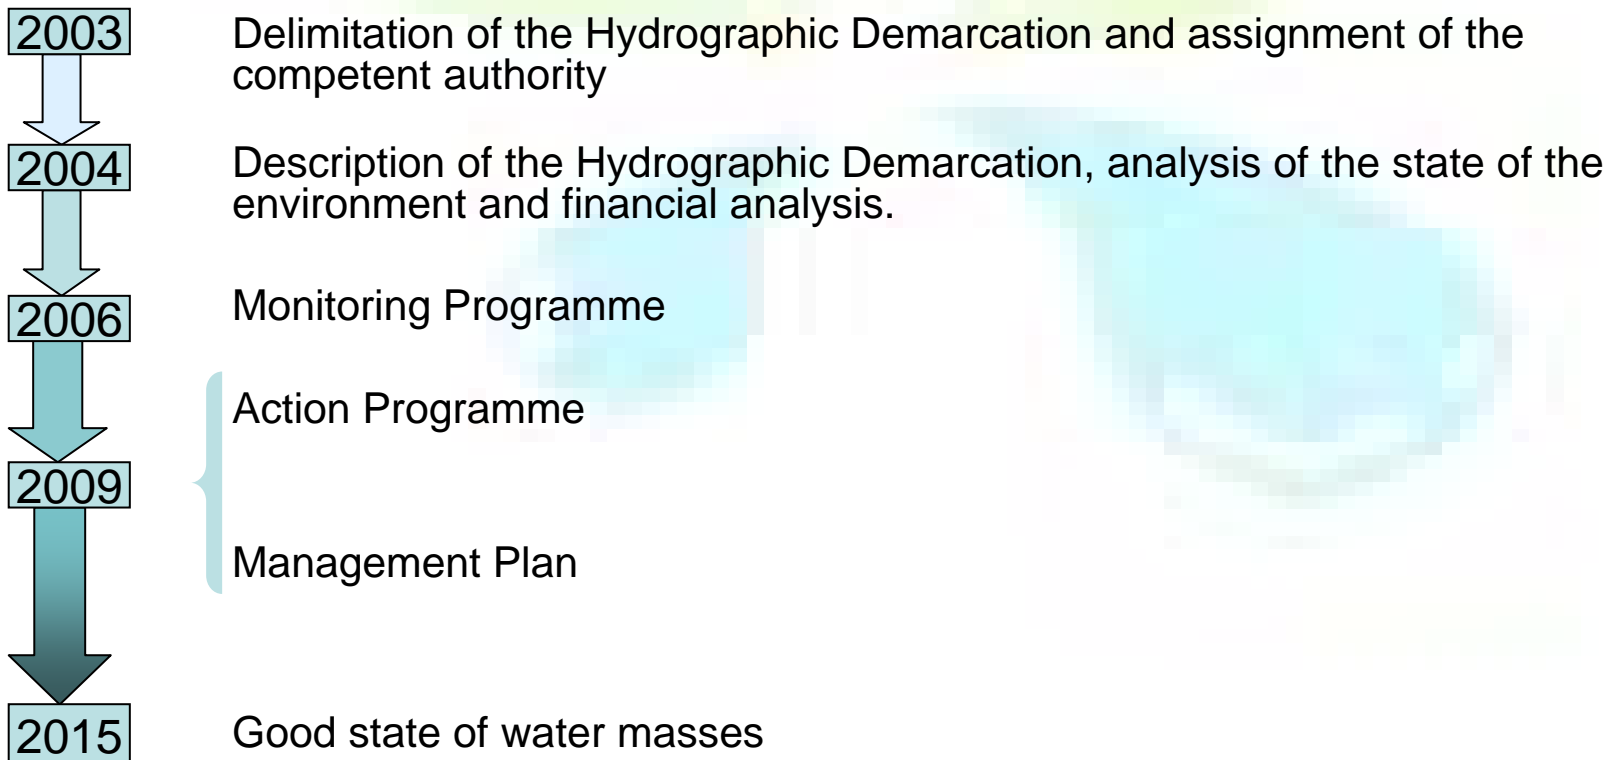 2003
Delimitation of the Hydrographic Demarcation and assignment of the
competent authority
2004
Description of the Hydrographic Demarcation, analysis of the state of the
environment and financial analysis.
2006
Monitoring Programme
Action Programme
2009
Management Plan
2015
Good state of water masses